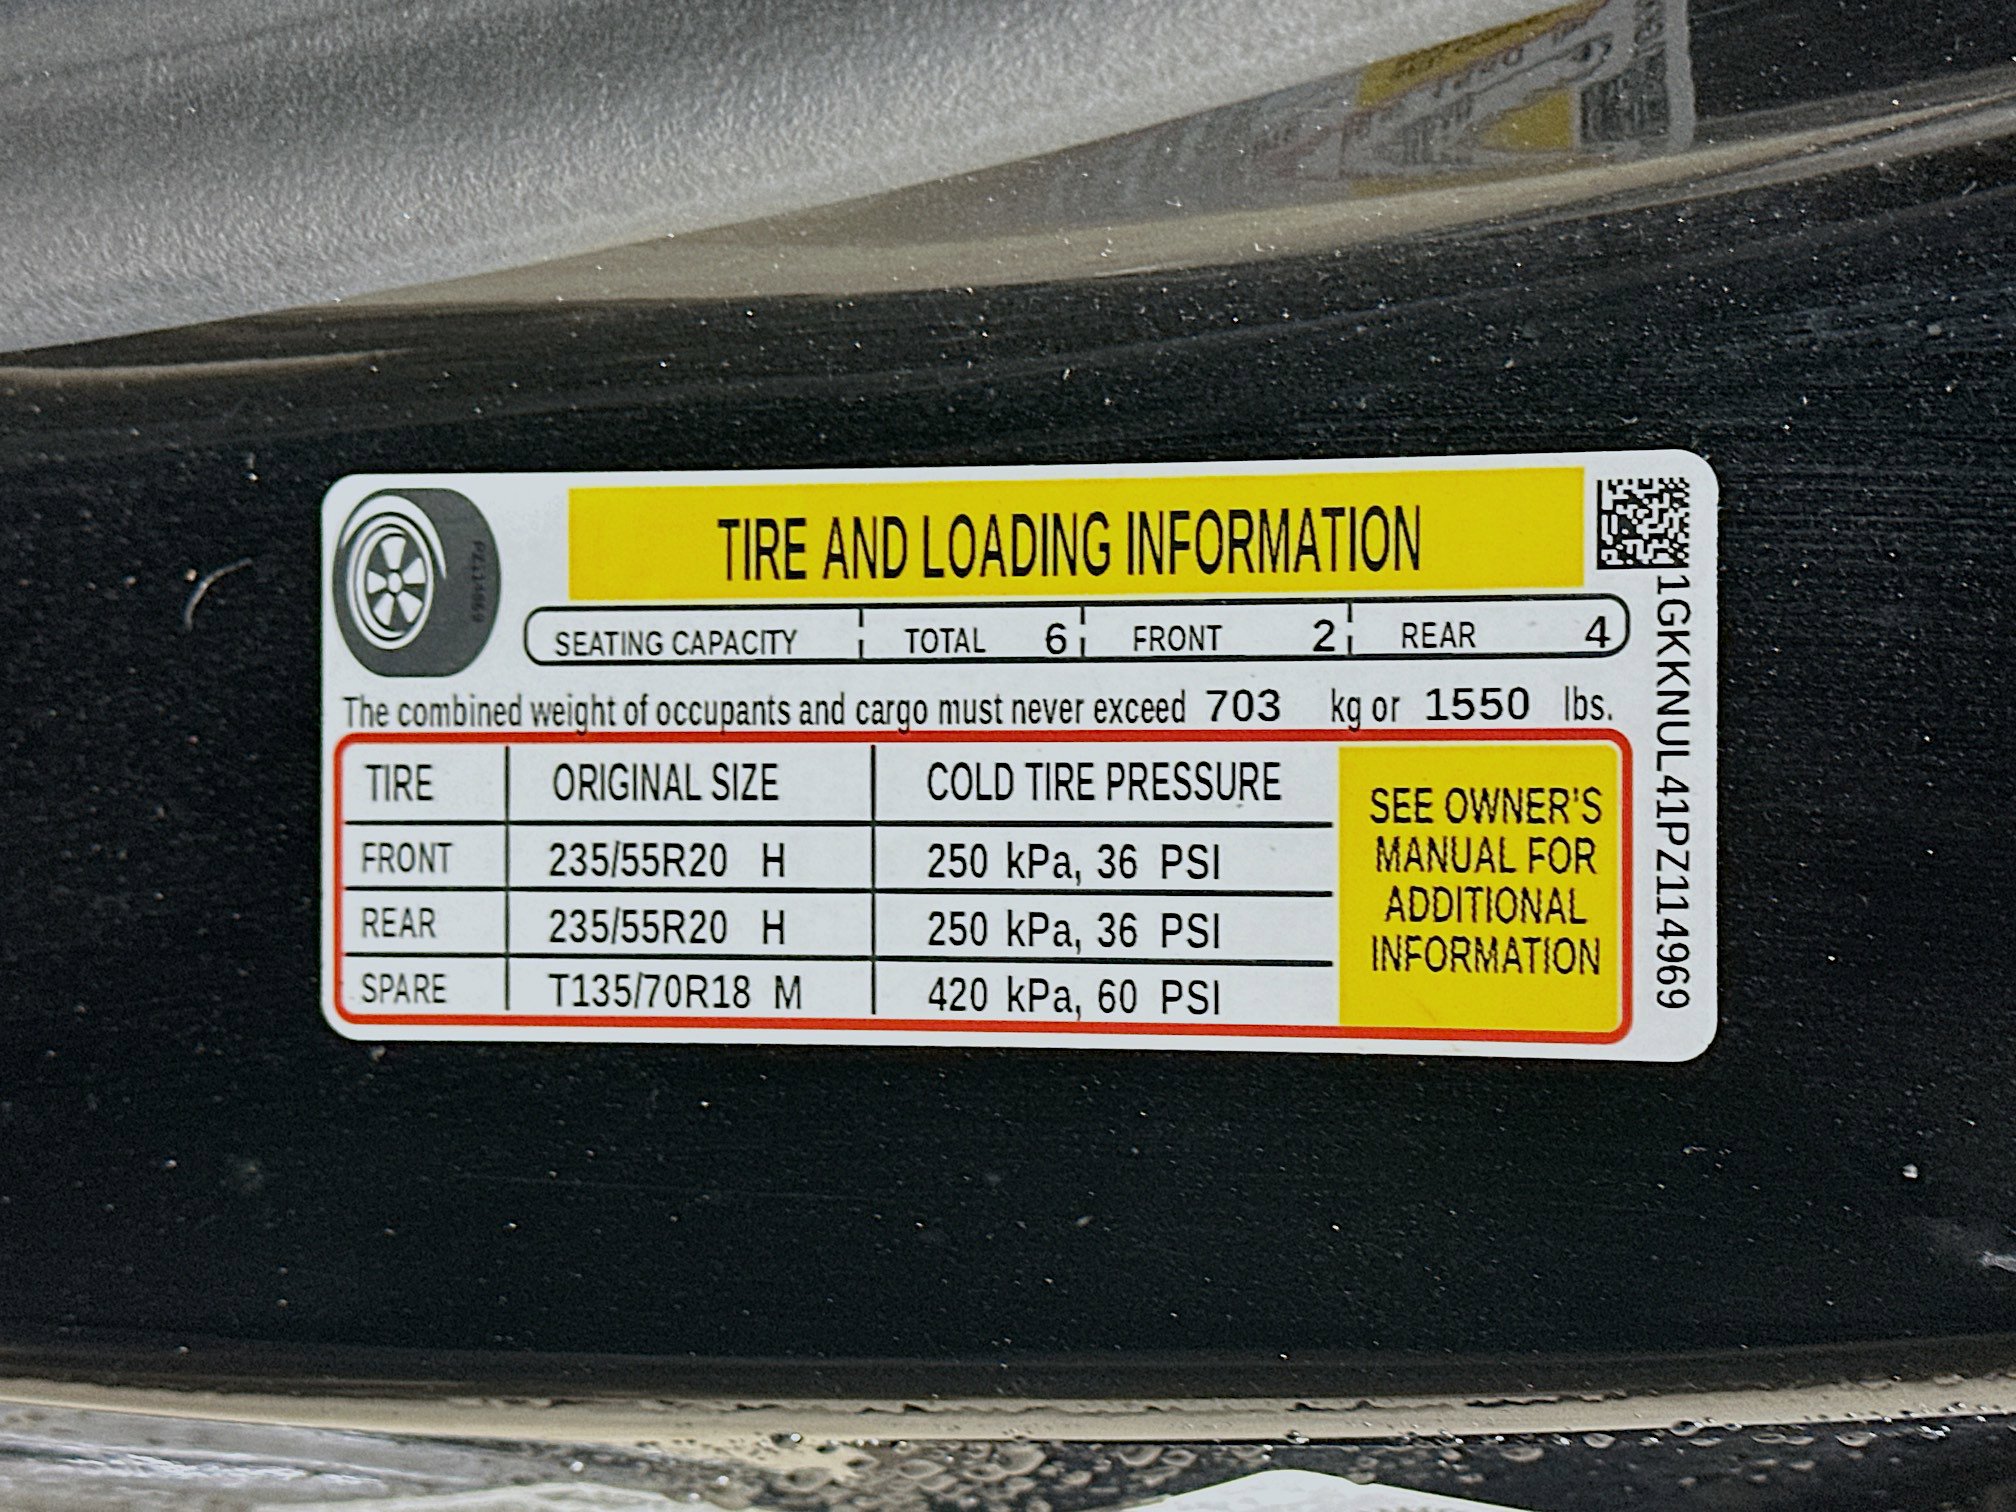 TIRE AND LOADING INFORMATION
SEATING CAPACITY TOTAL 6 FRONT 2 REAR 4
The combined weight of occupants and cargo must never exceed 703 kg or 1550 lbs.
TIRE ORIGINAL SIZE COLD TIRE PRESSURE
FRONT 235/55R20 H 250 kPa, 36 PSI
REAR 235/55R20 H 250 kPa, 36 PSI
SPARE T135/70R18 M 420 kPa, 60 PSI
SEE OWNER'S
MANUAL FOR
ADDITIONAL
INFORMATION
1GKKNUL41PZ114969
PZ114969